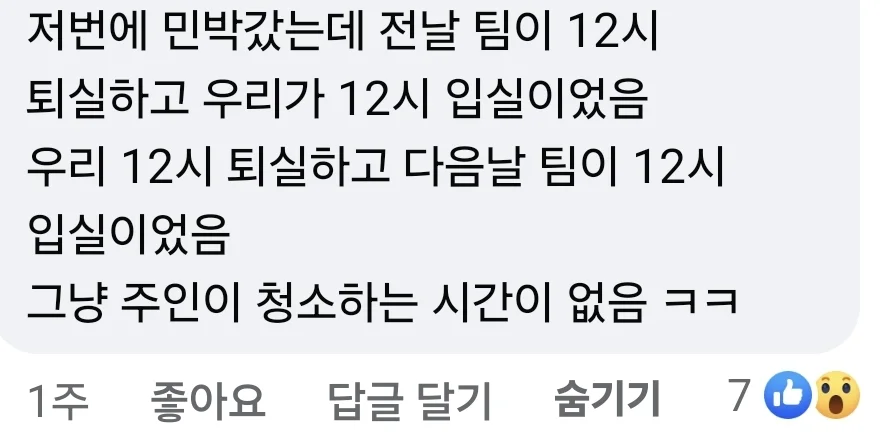 저번에 민박갔는데 전날 팀이 12시
퇴실하고 우리가 12시 입실이었음
우리 12시 퇴실하고 다음날 팀이 12시
입실이었음
그냥 주인이 청소하는 시간이 없음 ㅋㅋ
1주 좋아요 답글 달기 숨기기 7